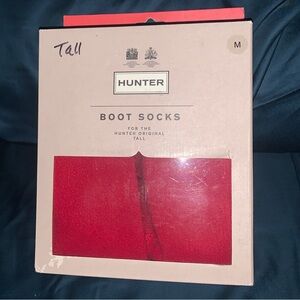 Tall
M
HUNTER
BOOT SOCKS
FOR THE
HUNTER ORIGINAL
TALL